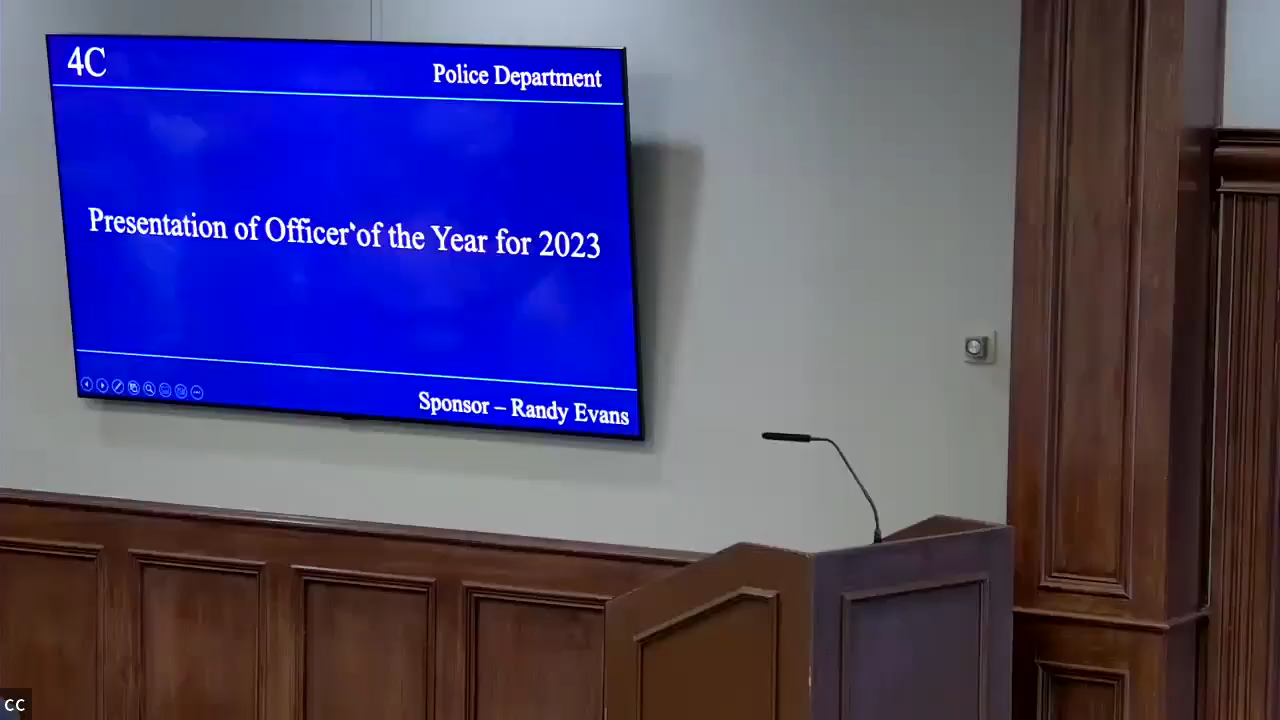 4C
Police Department
Presentation of Officer of the Year for 2023
Sponsor – Randy Evans
CC